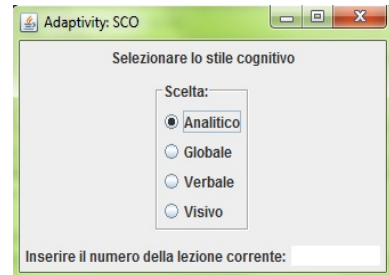 Adaptivity: SCO
Selezionare lo stile cognitivo
Scelta:
Analitico
Globale
Verbale
Visivo
Inserire il numero della lezione corrente: